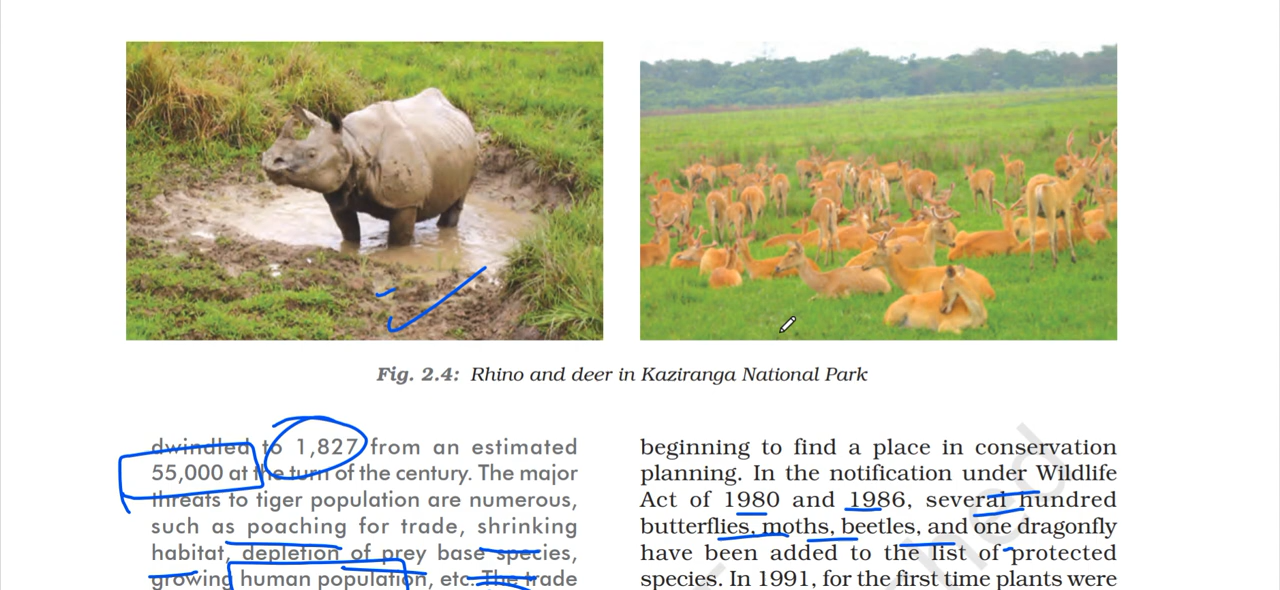 Fig. 2.4: Rhino and deer in Kaziranga National Park
dwindled to 1,827 from an estimated
55,000 at the turn of the century. The major
threats to tiger population are numerous,
such as poaching for trade, shrinking
habitat, depletion of prey base species,
growing human population, etc. The trade
beginning to find a place in conservation
planning. In the notification under Wildlife
Act of 1980 and 1986, several hundred
butterflies, moths, beetles, and one dragonfly
have been added to the list of protected
species. In 1991, for the first time plants were